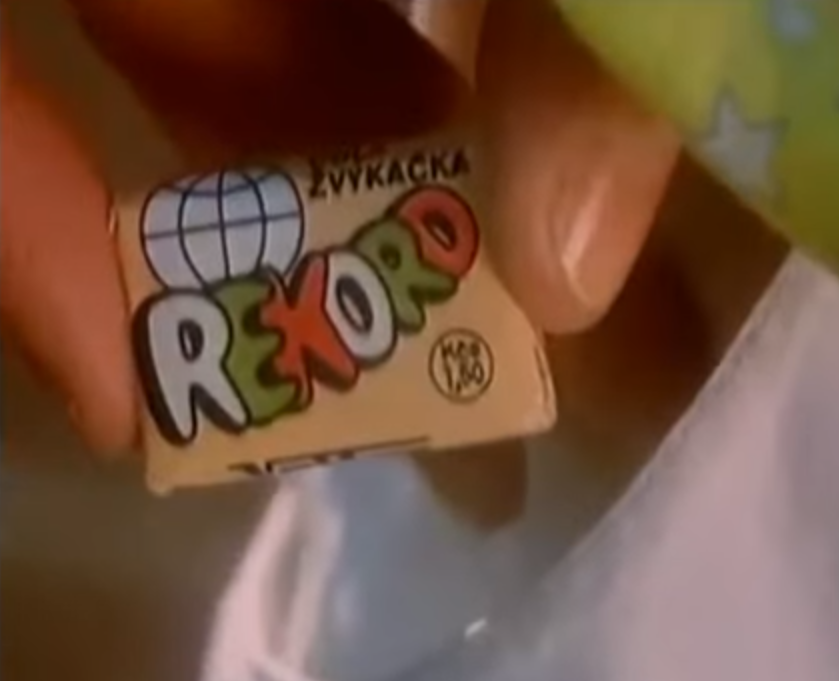 ŽVÝKAČKA
REKORD
Kčs
1,60